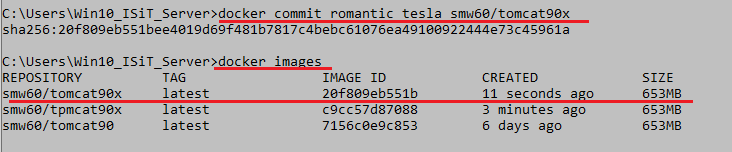 C:\Users\Win10_ISiT_Server>docker commit romantic tesla smw60/tomcat90x
sha256:20f809eb551bee4019d69f481b7817c4bebc61076ea49100922444e73c45961a
C:\Users\Win10_ISiT_Server>docker images
REPOSITORY TAG IMAGE ID CREATED SIZE
smw60/tomcat90x latest 20f809eb551b 11 seconds ago 653MB
smw60/tpmcat90x latest c9cc57d87088 3 minutes ago 653MB
smw60/tomcat90 latest 7156c0e9c853 6 days ago 653MB